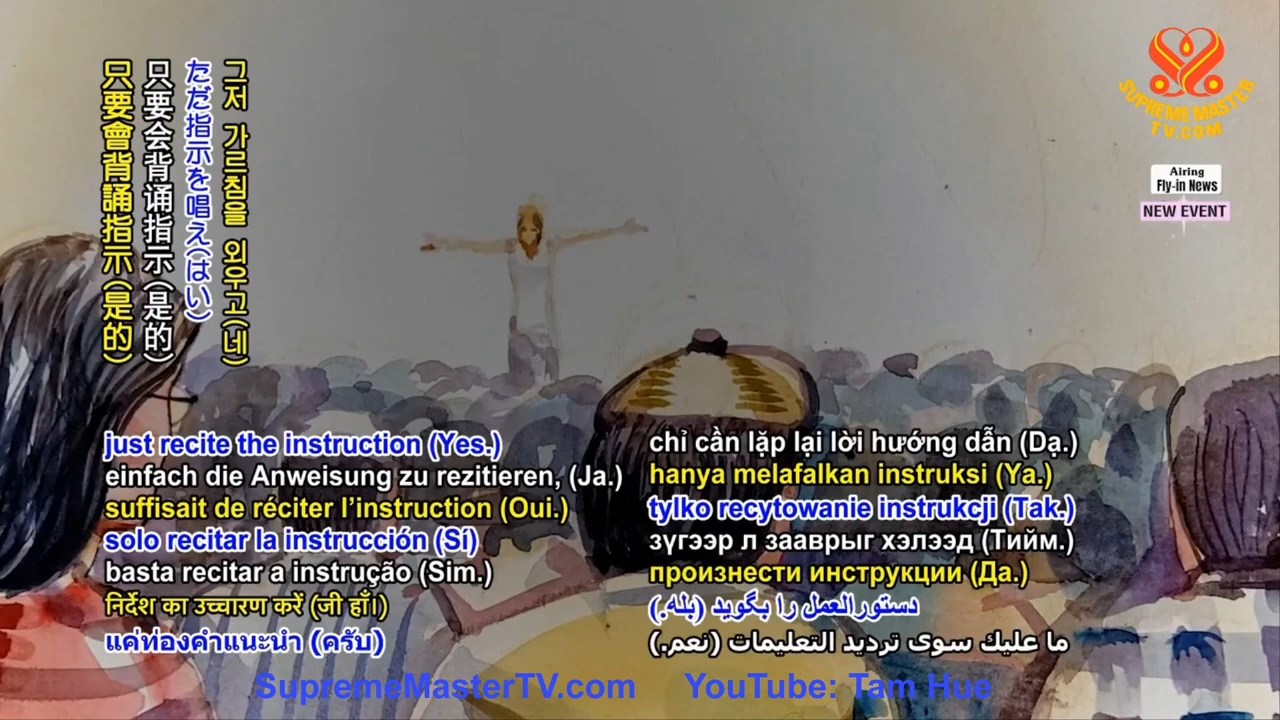 그저 가르침을 외우고(네)
ただ指示を唱え(はい)
只要会背诵指示(是的)
只要會背誦指示(是的)
SUPREME MASTER
TV.COM
Airing
Fly-in News
NEW EVENT
just recite the instruction (Yes.)
einfach die Anweisung zu rezitieren, (Ja.)
suffisait de réciter l’instruction (Oui.)
solo recitar la instrucción (Sí)
basta recitar a instrução (Sim.)
निर्देश का उच्चारण करें (जी हाँ।)
แค่ท่องคำแนะนำ (ครับ)
chỉ cần lặp lại lời hướng dẫn (Dạ.)
hanya melafalkan instruksi (Ya.)
tylko recytowanie instrukcji (Tak.)
зүгээр л зааврыг хэлээд (Тийм.)
произнести инструкции (Да.)
دستورالعمل را بگوید (بله.)
ما عليك سوى ترديد التعليمات (نعم.)
SupremeMasterTV.com YouTube: Tam Hue